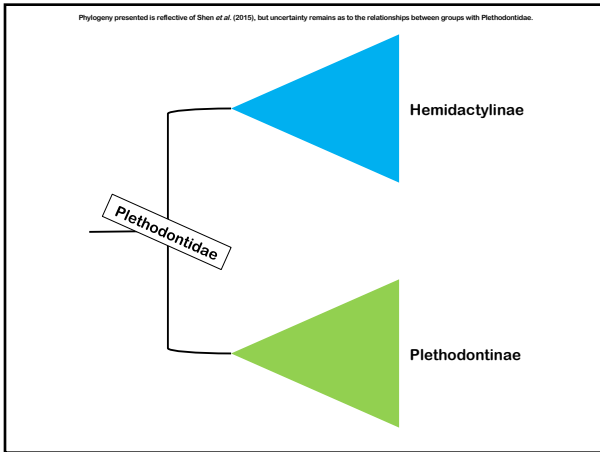 Phylogeny presented is reflective of Shen et al. (2015), but uncertainty remains as to the relationships between groups with Plethodontidae.
Hemidactylinae
Plethodontidae
Plethodontinae